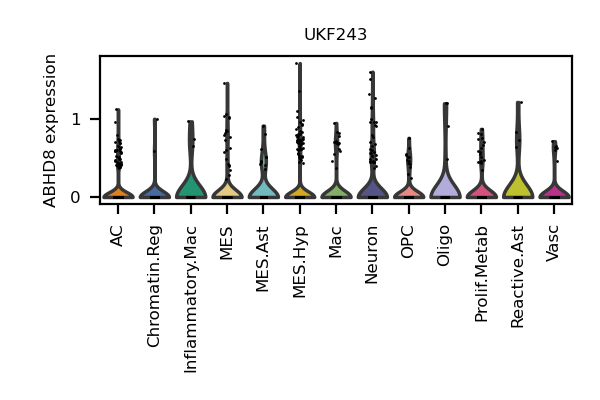 UKF243
ABHD8 expression
1
0
AC
Chromatin.Reg
Inflammatory.Mac
MES
MES.Ast
MES.Hyp
Mac
Neuron
OPC
Oligo
Prolif.Metab
Reactive.Ast
Vasc